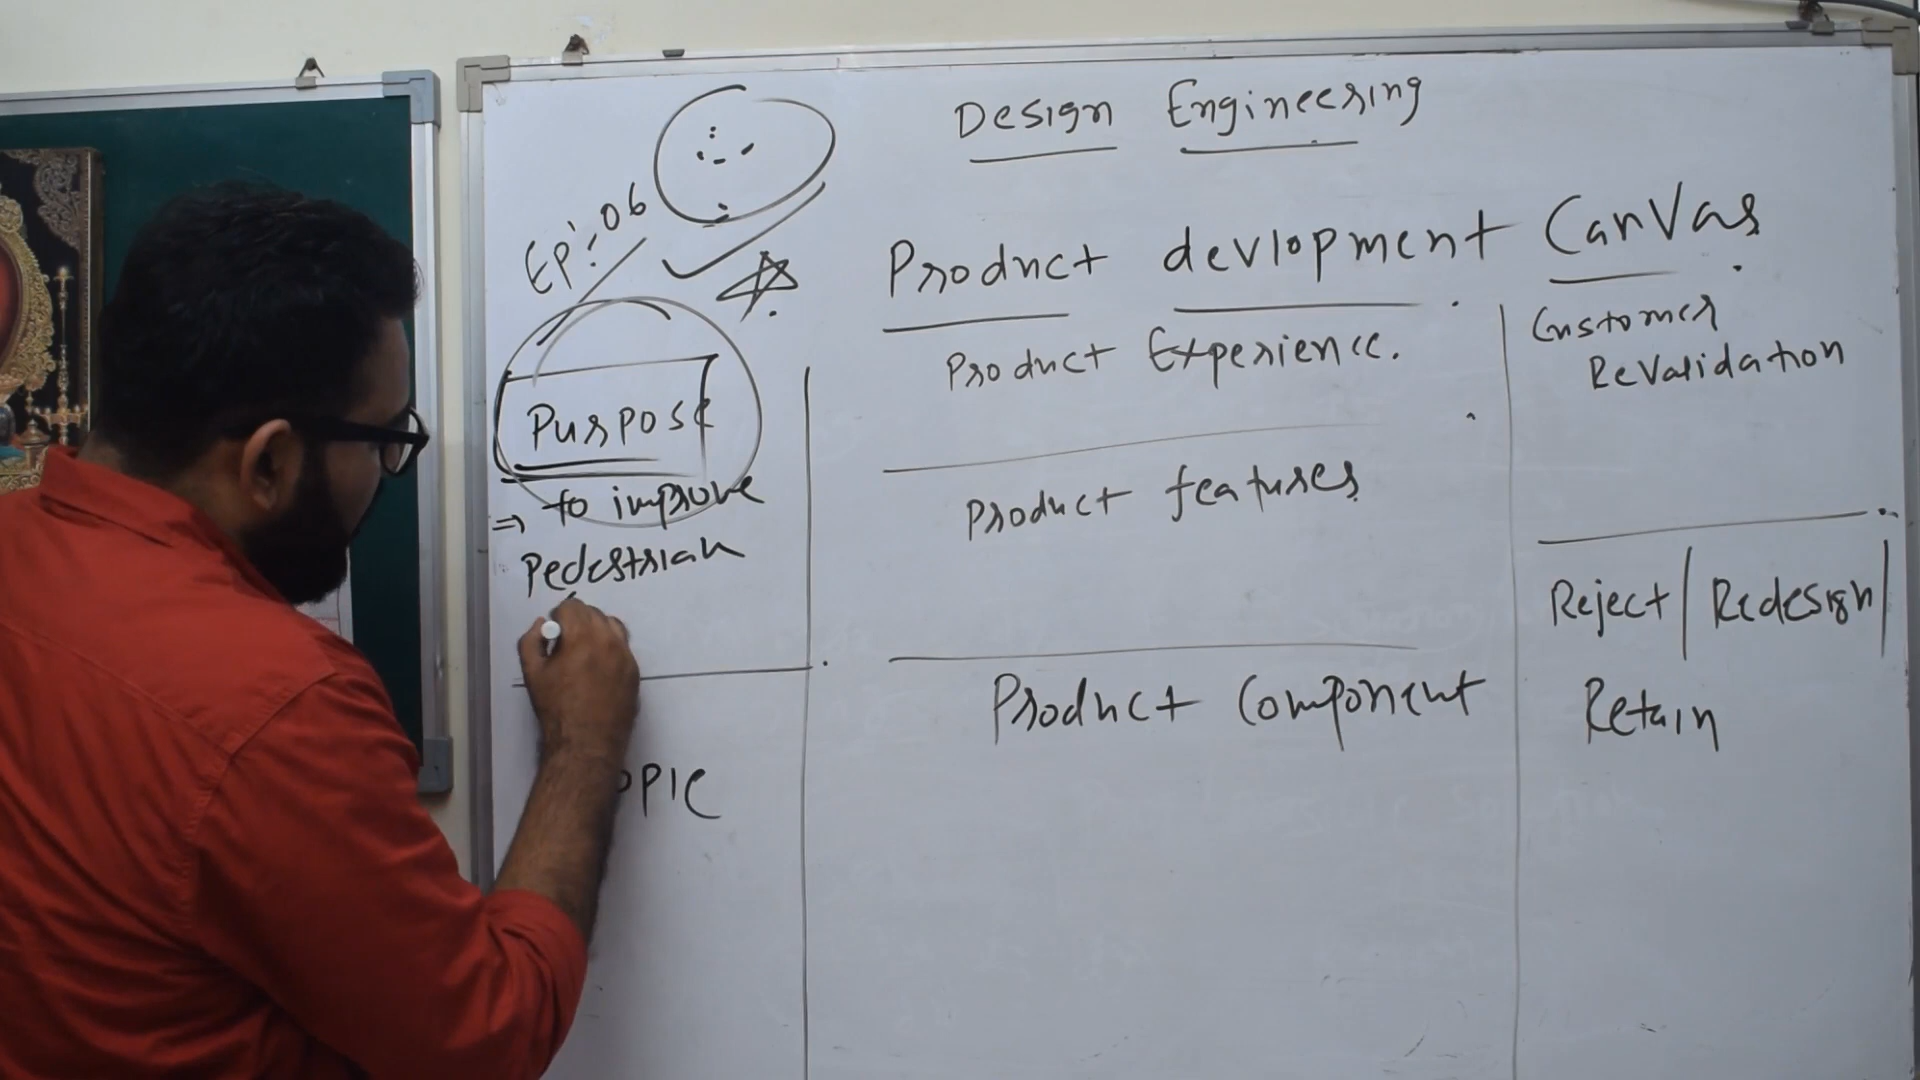 Design Engineering
Ep:-06
Product devlopment Canvas
Purpose
⇒ to improve
Pedestrian
Product Experience.
Product features
Product Component
Customer
Revalidation
Reject | Redesign |
Retain